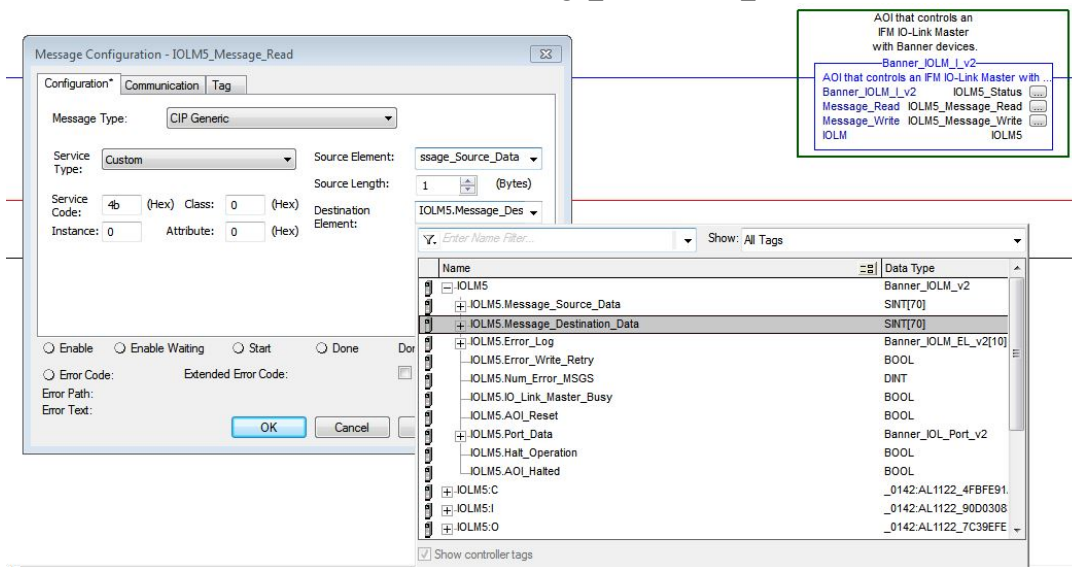 AOI that controls an
IFM IO-Link Master
with Banner devices.
Banner_IOLM_I_v2
AOI that controls an IFM IO-Link Master with ...
Banner_IOLM_I_v2 IOLM5_Status ...
Message_Read IOLM5_Message_Read ...
Message_Write IOLM5_Message_Write ...
IOLM IOLM5
Message Configuration - IOLM5_Message_Read
Configuration* Communication Tag
Message Type: CIP Generic
Service Type: Custom
Source Element: ssage_Source_Data
Source Length: 1 (Bytes)
Service Code: 4b (Hex) Class: 0 (Hex)
Destination Element: IOLM5.Message_Des
Instance: 0 Attribute: 0 (Hex)
Enter Name Filter... Show: All Tags
Name Data Type
IOLM5 Banner_IOLM_v2
IOLM5.Message_Source_Data SINT[70]
IOLM5.Message_Destination_Data SINT[70]
IOLM5.Error_Log Banner_IOLM_EL_v2[10]
IOLM5.Error_Write_Retry BOOL
IOLM5.Num_Error_MSGS DINT
IOLM5.IO_Link_Master_Busy BOOL
IOLM5.AOI_Reset BOOL
IOLM5.Port_Data Banner_IOL_Port_v2
IOLM5.Halt_Operation BOOL
IOLM5.AOI_Halted BOOL
IOLM5:C _0142:AL1122_4FBFE91.
IOLM5:I _0142:AL1122_90D0308
IOLM5:O _0142:AL1122_7C39EFE
Show controller tags
Enable Enable Waiting Start Done Dor
Error Code: Extended Error Code:
Error Path:
Error Text:
OK Cancel